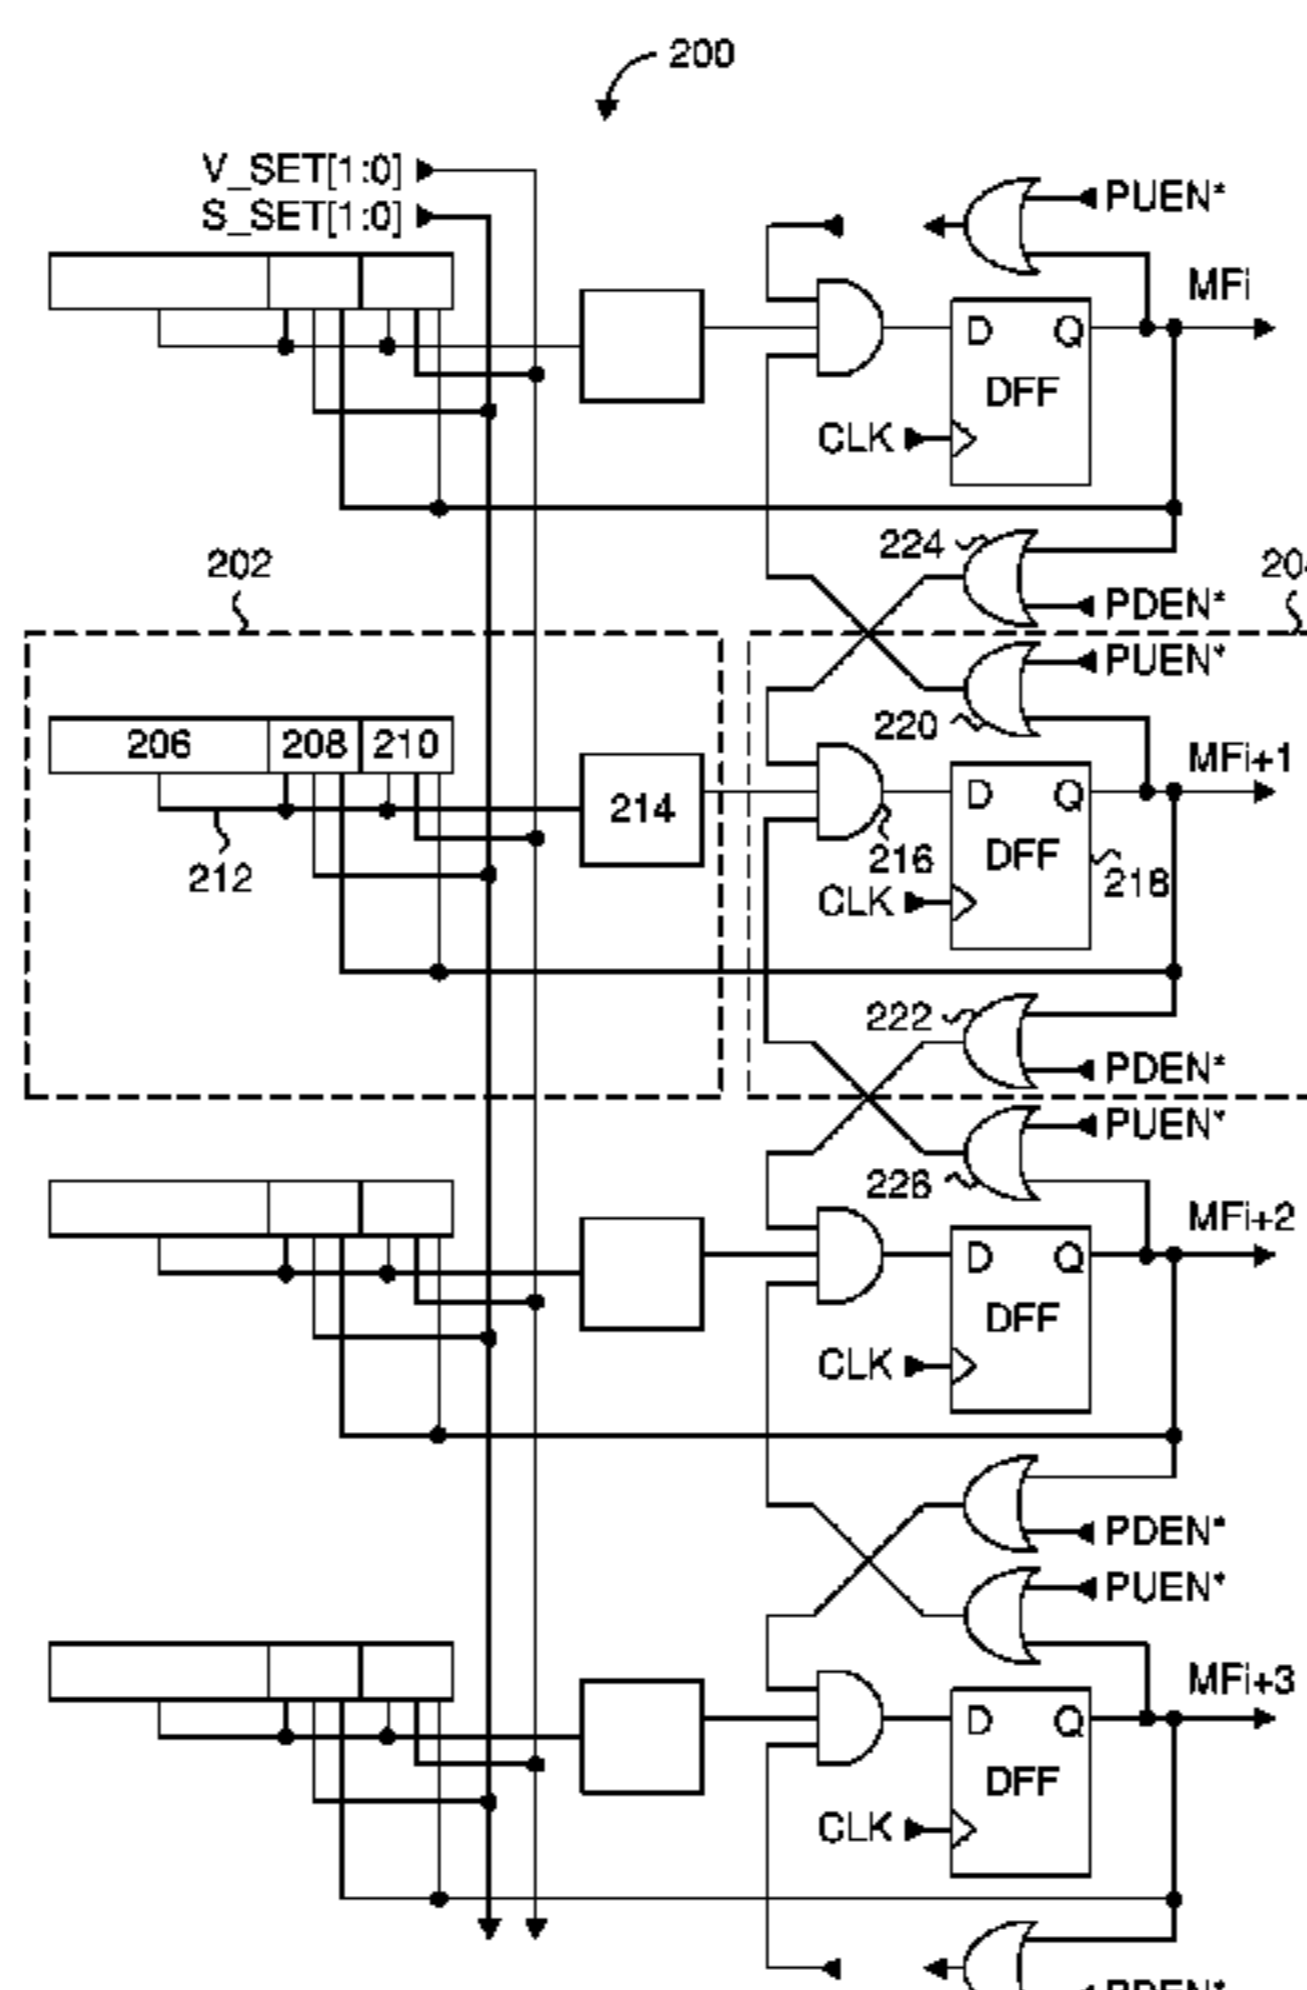 200
V_SET[1:0]
S_SET[1:0]
PUEN*
MFi
D Q
DFF
CLK
224
PDEN*
202
PUEN*
220
206 208 210
MFi+1
D Q
214
212
216
DFF
218
CLK
222
PDEN*
PUEN*
226
MFi+2
D Q
DFF
CLK
PDEN*
PUEN*
MFi+3
D Q
DFF
CLK